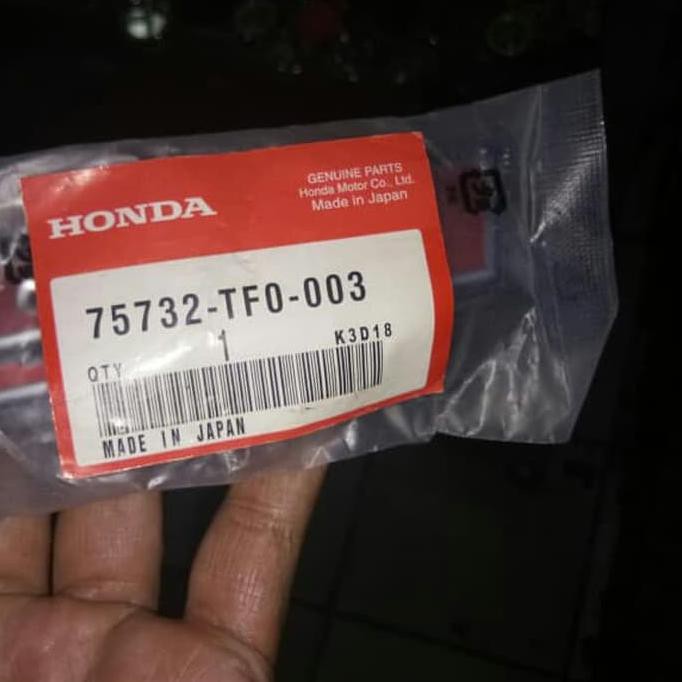 HONDA
GENUINE PARTS
Honda Motor Co., Ltd.
Made in Japan
75732-TF0-003
QTY 1 K3D18
MADE IN JAPAN